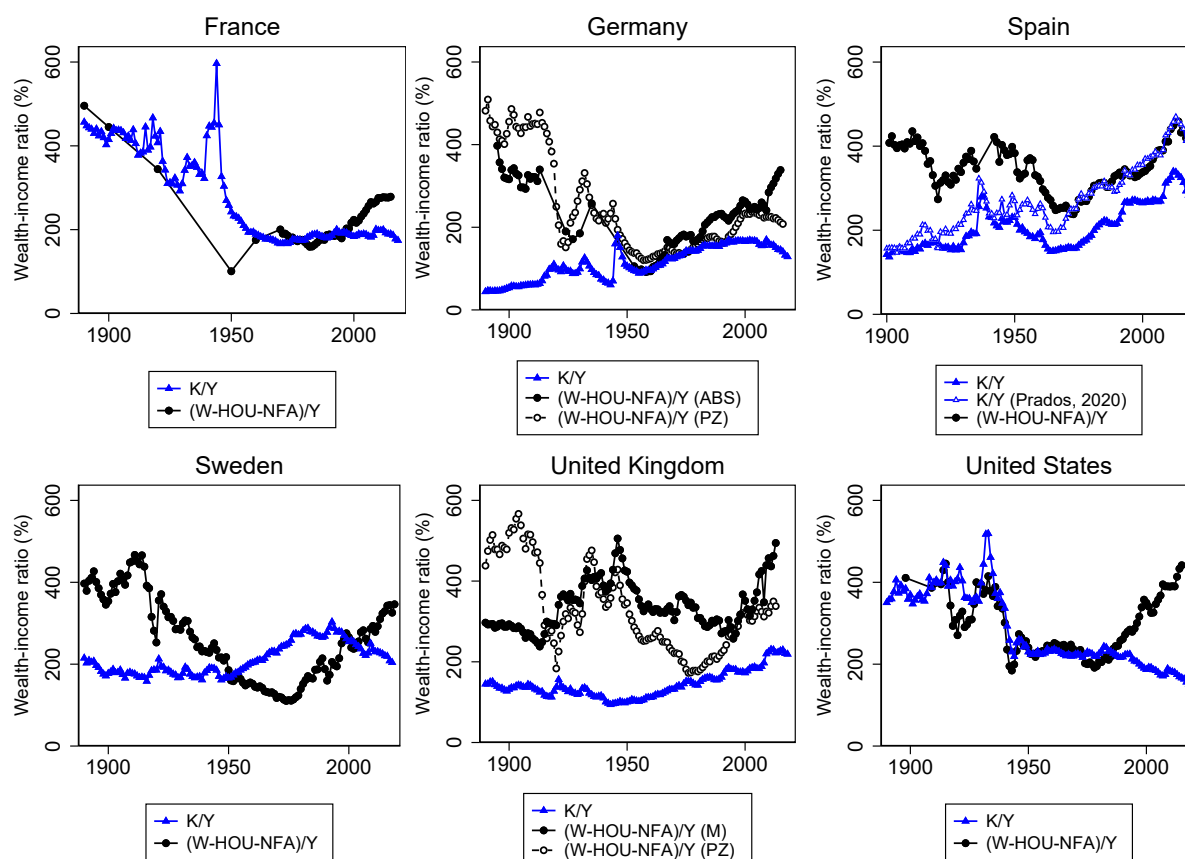 France
Wealth-income ratio (%)
0 200 400 600
1900 1950 2000
K/Y
(W-HOU-NFA)/Y
Germany
Wealth-income ratio (%)
0 200 400 600
1900 1950 2000
K/Y
(W-HOU-NFA)/Y (ABS)
(W-HOU-NFA)/Y (PZ)
Spain
Wealth-income ratio (%)
0 200 400 600
1900 1950 2000
K/Y
K/Y (Prados, 2020)
(W-HOU-NFA)/Y
Sweden
Wealth-income ratio (%)
0 200 400 600
1900 1950 2000
K/Y
(W-HOU-NFA)/Y
United Kingdom
Wealth-income ratio (%)
0 200 400 600
1900 1950 2000
K/Y
(W-HOU-NFA)/Y (M)
(W-HOU-NFA)/Y (PZ)
United States
Wealth-income ratio (%)
0 200 400 600
1900 1950 2000
K/Y
(W-HOU-NFA)/Y